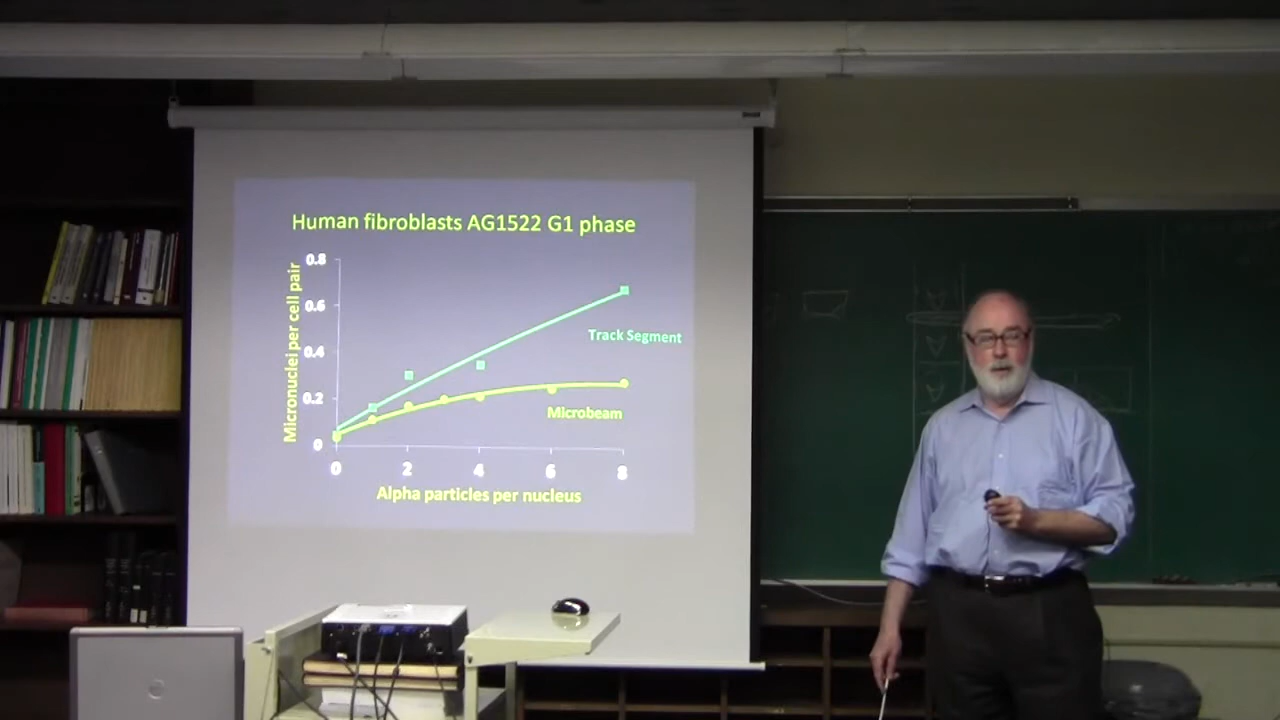 Human fibroblasts AG1522 G1 phase
Micronuclei per cell pair
0.8
0.6
0.4
0.2
0
Track Segment
Microbeam
0 2 4 6 8
Alpha particles per nucleus